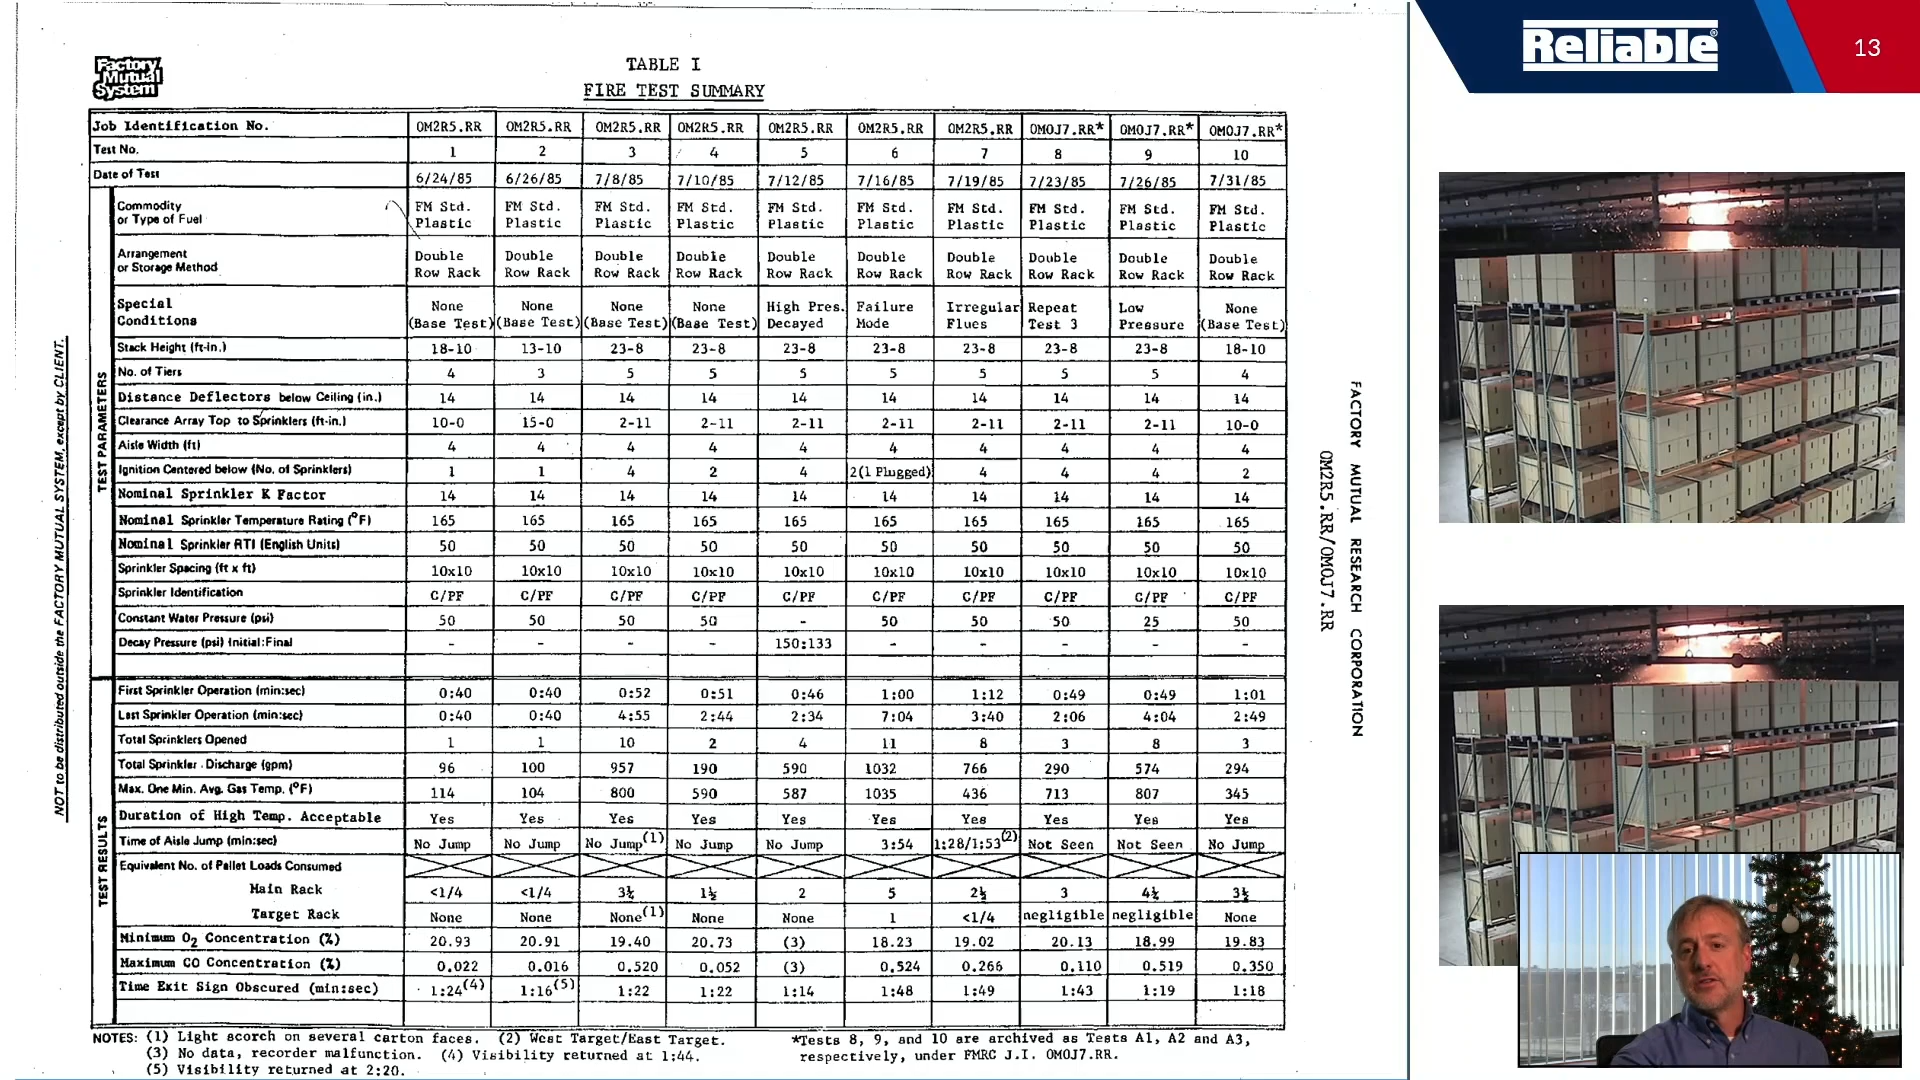 Reliable®
13
Factory Mutual System
TABLE I
FIRE TEST SUMMARY
Job Identification No. OM2R5.RR OM2R5.RR OM2R5.RR OM2R5.RR OM2R5.RR OM2R5.RR OM2R5.RR OMOJ7.RR* OMOJ7.RR* OMOJ7.RR*
Test No. 1 2 3 4 5 6 7 8 9 10
Date of Test 6/24/85 6/26/85 7/8/85 7/10/85 7/12/85 7/16/85 7/19/85 7/23/85 7/26/85 7/31/85
TEST PARAMETERS
Commodity FM Std. FM Std. FM Std. FM Std. FM Std. FM Std. FM Std. FM Std. FM Std. FM Std.
or Type of Fuel Plastic Plastic Plastic Plastic Plastic Plastic Plastic Plastic Plastic Plastic
Arrangement Double Double Double Double Double Double Double Double Double Double
or Storage Method Row Rack Row Rack Row Rack Row Rack Row Rack Row Rack Row Rack Row Rack Row Rack Row Rack
Special None None None None High Pres. Failure Irregular Repeat Low None
Conditions (Base Test) (Base Test) (Base Test) (Base Test) Decayed Mode Flues Test 3 Pressure (Base Test)
Stack Height (ft-in.) 18-10 13-10 23-8 23-8 23-8 23-8 23-8 23-8 23-8 18-10
No. of Tiers 4 3 5 5 5 5 5 5 5 4
Distance Deflectors below Ceiling (in.) 14 14 14 14 14 14 14 14 14 14
Clearance Array Top to Sprinklers (ft-in.) 10-0 15-0 2-11 2-11 2-11 2-11 2-11 2-11 2-11 10-0
Aisle Width (ft) 4 4 4 4 4 4 4 4 4 4
Ignition Centered below (No. of Sprinklers) 1 1 4 2 4 2(1 Plugged) 4 4 4 2
Nominal Sprinkler K Factor 14 14 14 14 14 14 14 14 14 14
Nominal Sprinkler Temperature Rating (°F) 165 165 165 165 165 165 165 165 165 165
Nominal Sprinkler RTI (English Units) 50 50 50 50 50 50 50 50 50 50
Sprinkler Spacing (ft x ft) 10x10 10x10 10x10 10x10 10x10 10x10 10x10 10x10 10x10 10x10
Sprinkler Identification C/PF C/PF C/PF C/PF C/PF C/PF C/PF C/PF C/PF C/PF
Constant Water Pressure (psi) 50 50 50 50 - 50 50 50 25 50
Decay Pressure (psi) Initial:Final - - - - 150:133 - - - - -
TEST RESULTS
First Sprinkler Operation (min:sec) 0:40 0:40 0:52 0:51 0:46 1:00 1:12 0:49 0:49 1:01
Last Sprinkler Operation (min:sec) 0:40 0:40 4:55 2:44 2:34 7:04 3:40 2:06 4:04 2:49
Total Sprinklers Opened 1 1 10 2 4 11 8 3 8 3
Total Sprinkler Discharge (gpm) 96 100 957 190 590 1032 766 290 574 294
Max. One Min. Avg. Gas Temp. (°F) 114 104 800 590 587 1035 436 713 807 345
Duration of High Temp. Acceptable Yes Yes Yes Yes Yes Yes Yes Yes Yes Yes
Time of Aisle Jump (min:sec) No Jump No Jump No Jump(1) No Jump No Jump 3:54 1:28/1:53(2) Not Seen Not Seen No Jump
Equivalent No. of Pallet Loads Consumed
Main Rack <1/4 <1/4 3½ 1½ 2 5 2½ 3 4½ 3½
Target Rack None None None(1) None None 1 <1/4 negligible negligible None
Minimum O2 Concentration (%) 20.93 20.91 19.40 20.73 (3) 18.23 19.02 20.13 18.99 19.83
Maximum CO Concentration (%) 0.022 0.016 0.520 0.052 (3) 0.524 0.266 0.110 0.519 0.350
Time Exit Sign Obscured (min:sec) 1:24(4) 1:16(5) 1:22 1:22 1:14 1:48 1:49 1:43 1:19 1:18
NOTES: (1) Light scorch on several carton faces. (2) West Target/East Target. *Tests 8, 9, and 10 are archived as Tests A1, A2 and A3,
(3) No data, recorder malfunction. (4) Visibility returned at 1:44. respectively, under FMRC J.I. OMOJ7.RR.
(5) Visibility returned at 2:20.
NOT to be distributed outside the FACTORY MUTUAL SYSTEM, except by CLIENT.
FACTORY MUTUAL RESEARCH CORPORATION
OM2R5.RR/OMOJ7.RR